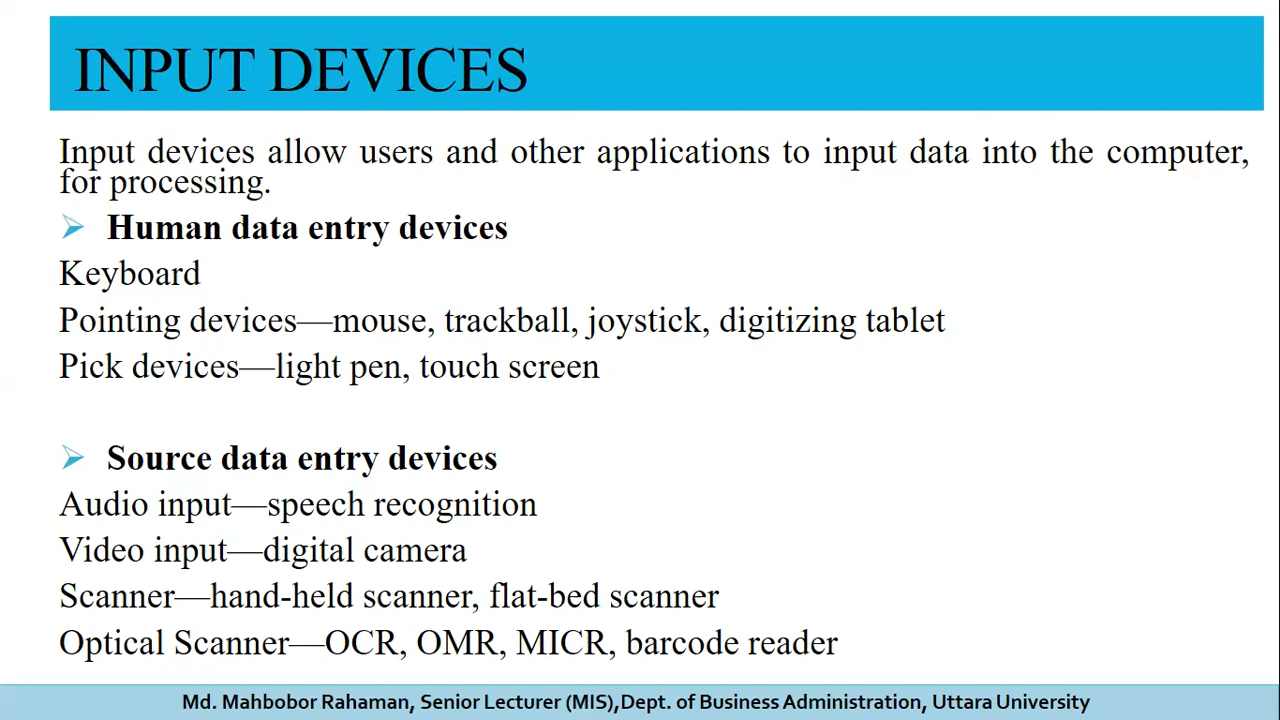 INPUT DEVICES
Input devices allow users and other applications to input data into the computer,
for processing.
Human data entry devices
Keyboard
Pointing devices—mouse, trackball, joystick, digitizing tablet
Pick devices—light pen, touch screen
Source data entry devices
Audio input—speech recognition
Video input—digital camera
Scanner—hand-held scanner, flat-bed scanner
Optical Scanner—OCR, OMR, MICR, barcode reader
Md. Mahbobor Rahaman, Senior Lecturer (MIS),Dept. of Business Administration, Uttara University